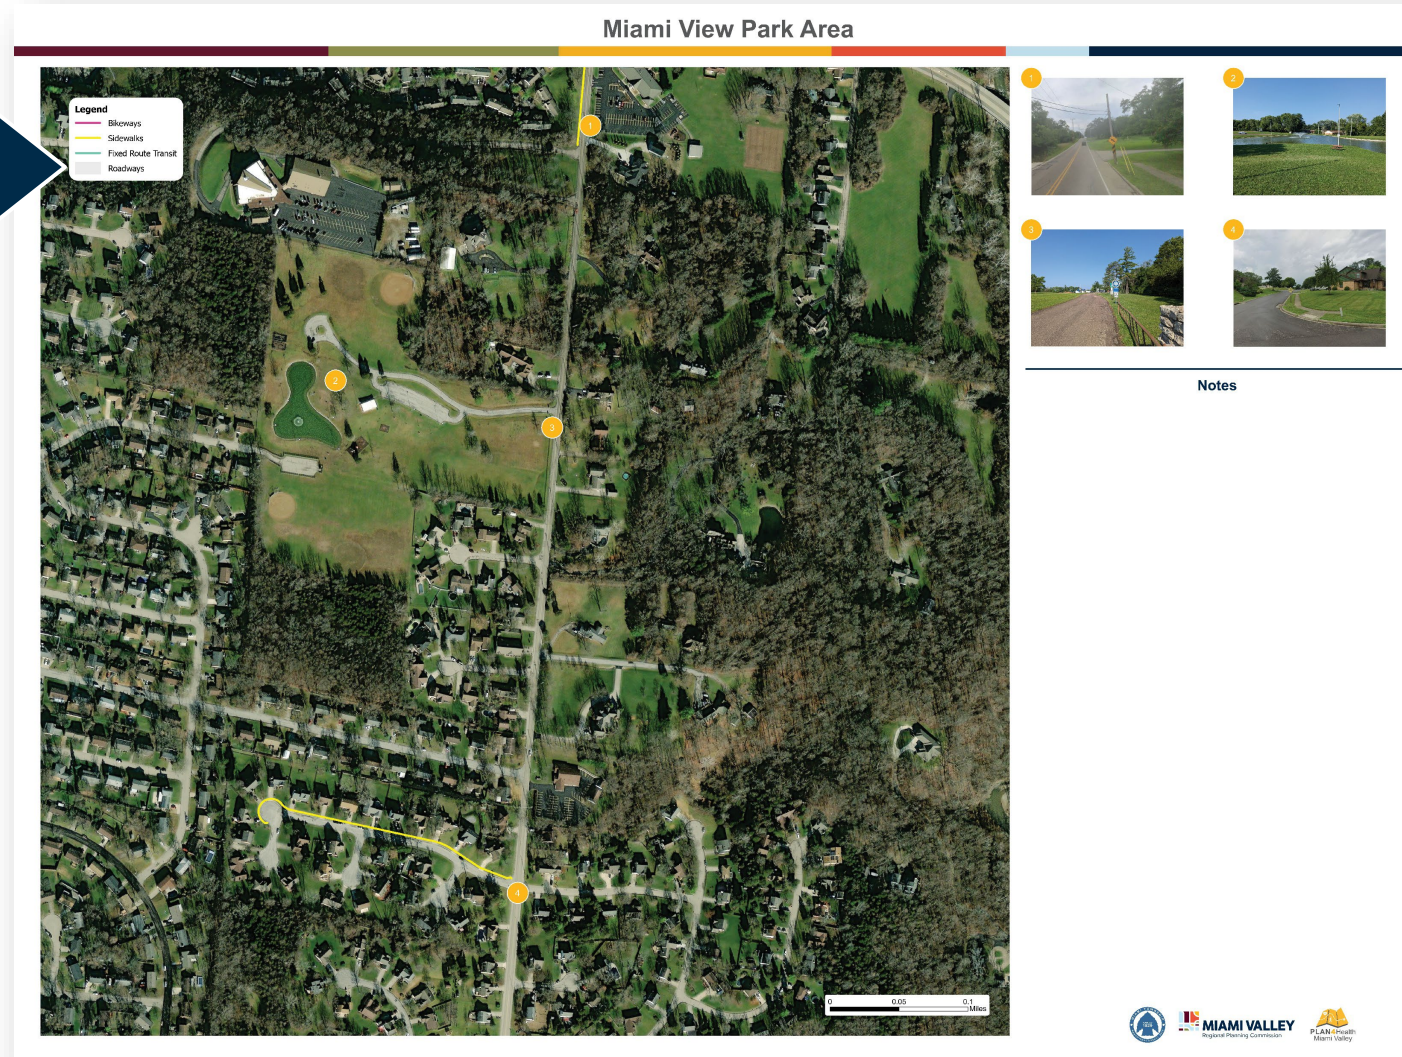 Miami View Park Area
Legend
Bikeways
Sidewalks
Fixed Route Transit
Roadways
1
2
3
4
1
2
3
4
Notes
0 0.05 0.1
Miles
MIAMI VALLEY
Regional Planning Commission
PLAN4Health
Miami Valley